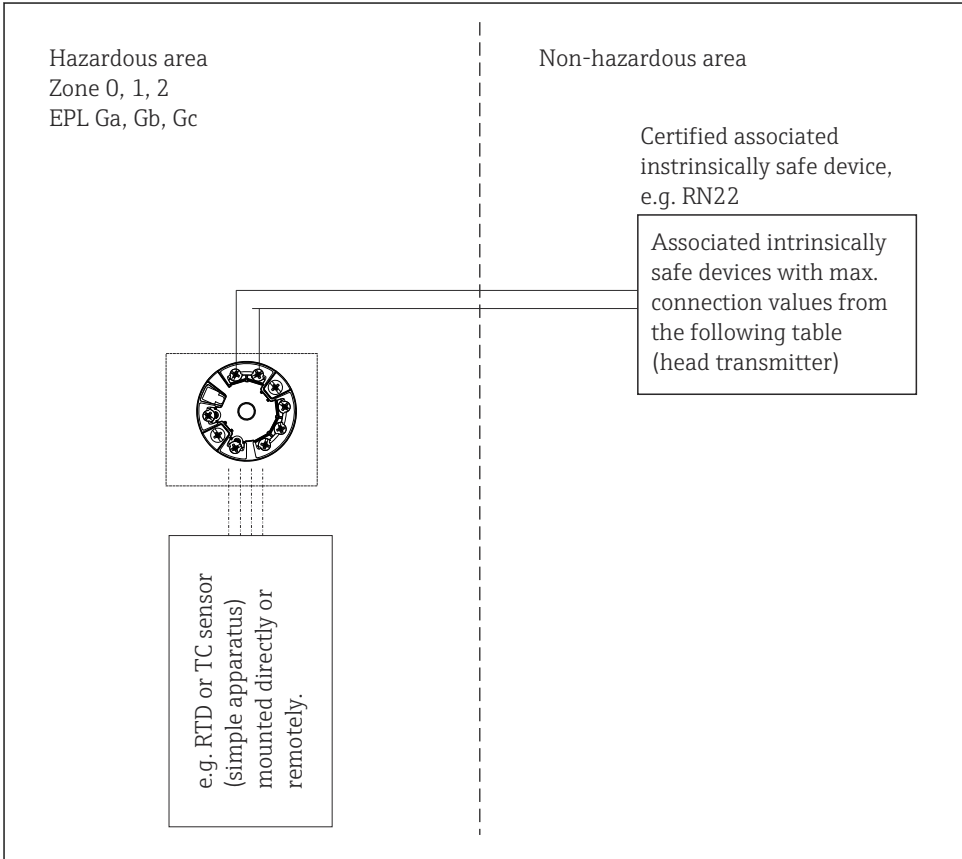 Hazardous area
Zone 0, 1, 2
EPL Ga, Gb, Gc
Non-hazardous area
Certified associated
instrinsically safe device,
e.g. RN22
Associated intrinsically
safe devices with max.
connection values from
the following table
(head transmitter)
e.g. RTD or TC sensor
(simple apparatus)
mounted directly or
remotely.